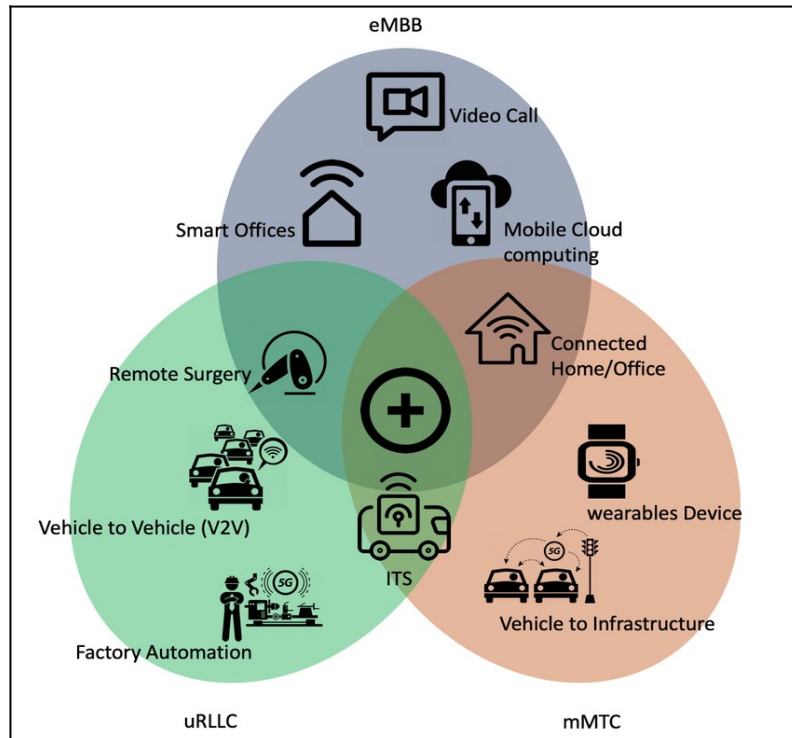 eMBB
Video Call
Smart Offices
Mobile Cloud
computing
Connected
Home/Office
Remote Surgery
wearables Device
Vehicle to Vehicle (V2V)
ITS
5G
Vehicle to Infrastructure
5G
Factory Automation
uRLLC
mMTC